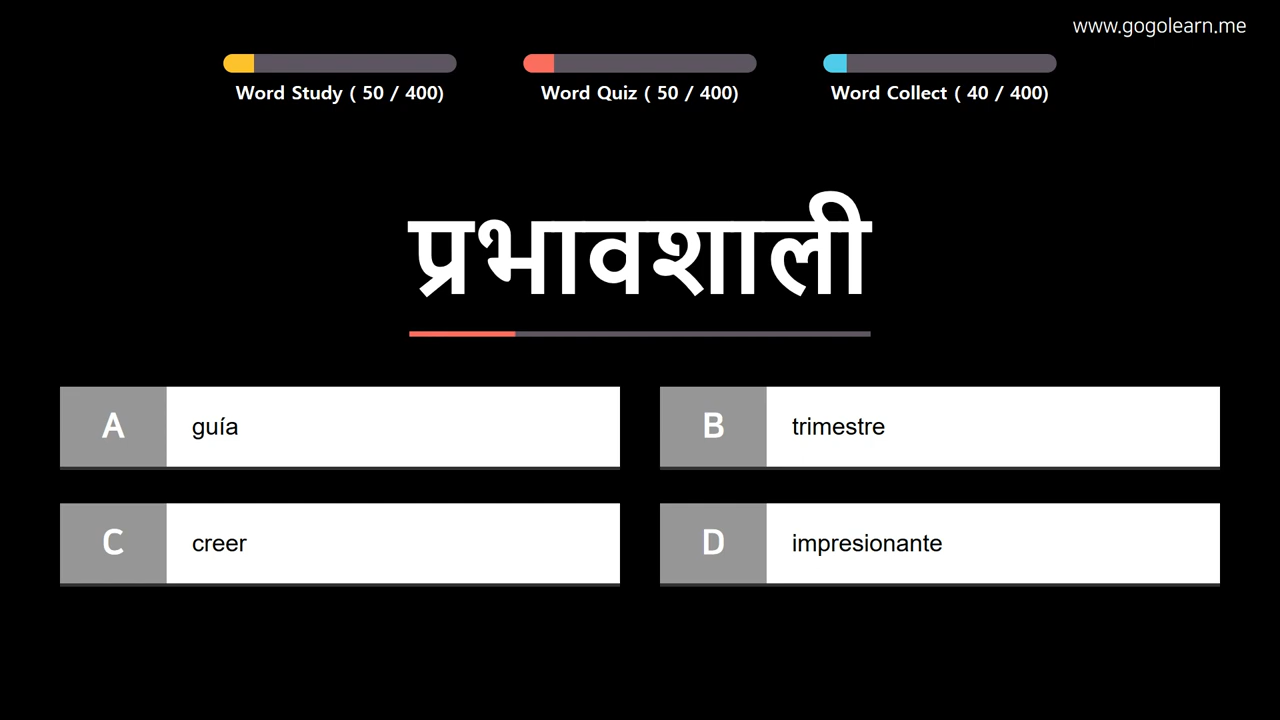 www.gogolearn.me
Word Study ( 50 / 400)
Word Quiz ( 50 / 400)
Word Collect ( 40 / 400)
प्रभावशाली
A guía
B trimestre
C creer
D impresionante